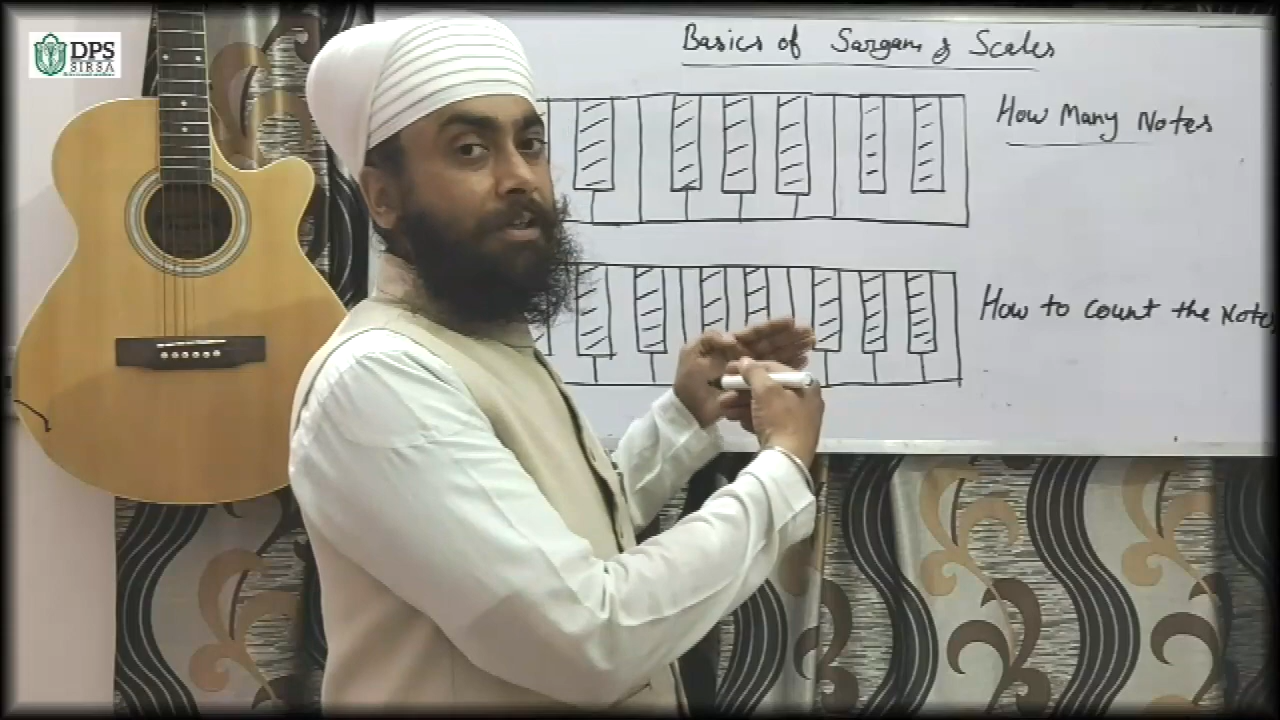 DPS
SIRSA
Basics of Sargam & Scales
How Many Notes
How to count the Notes